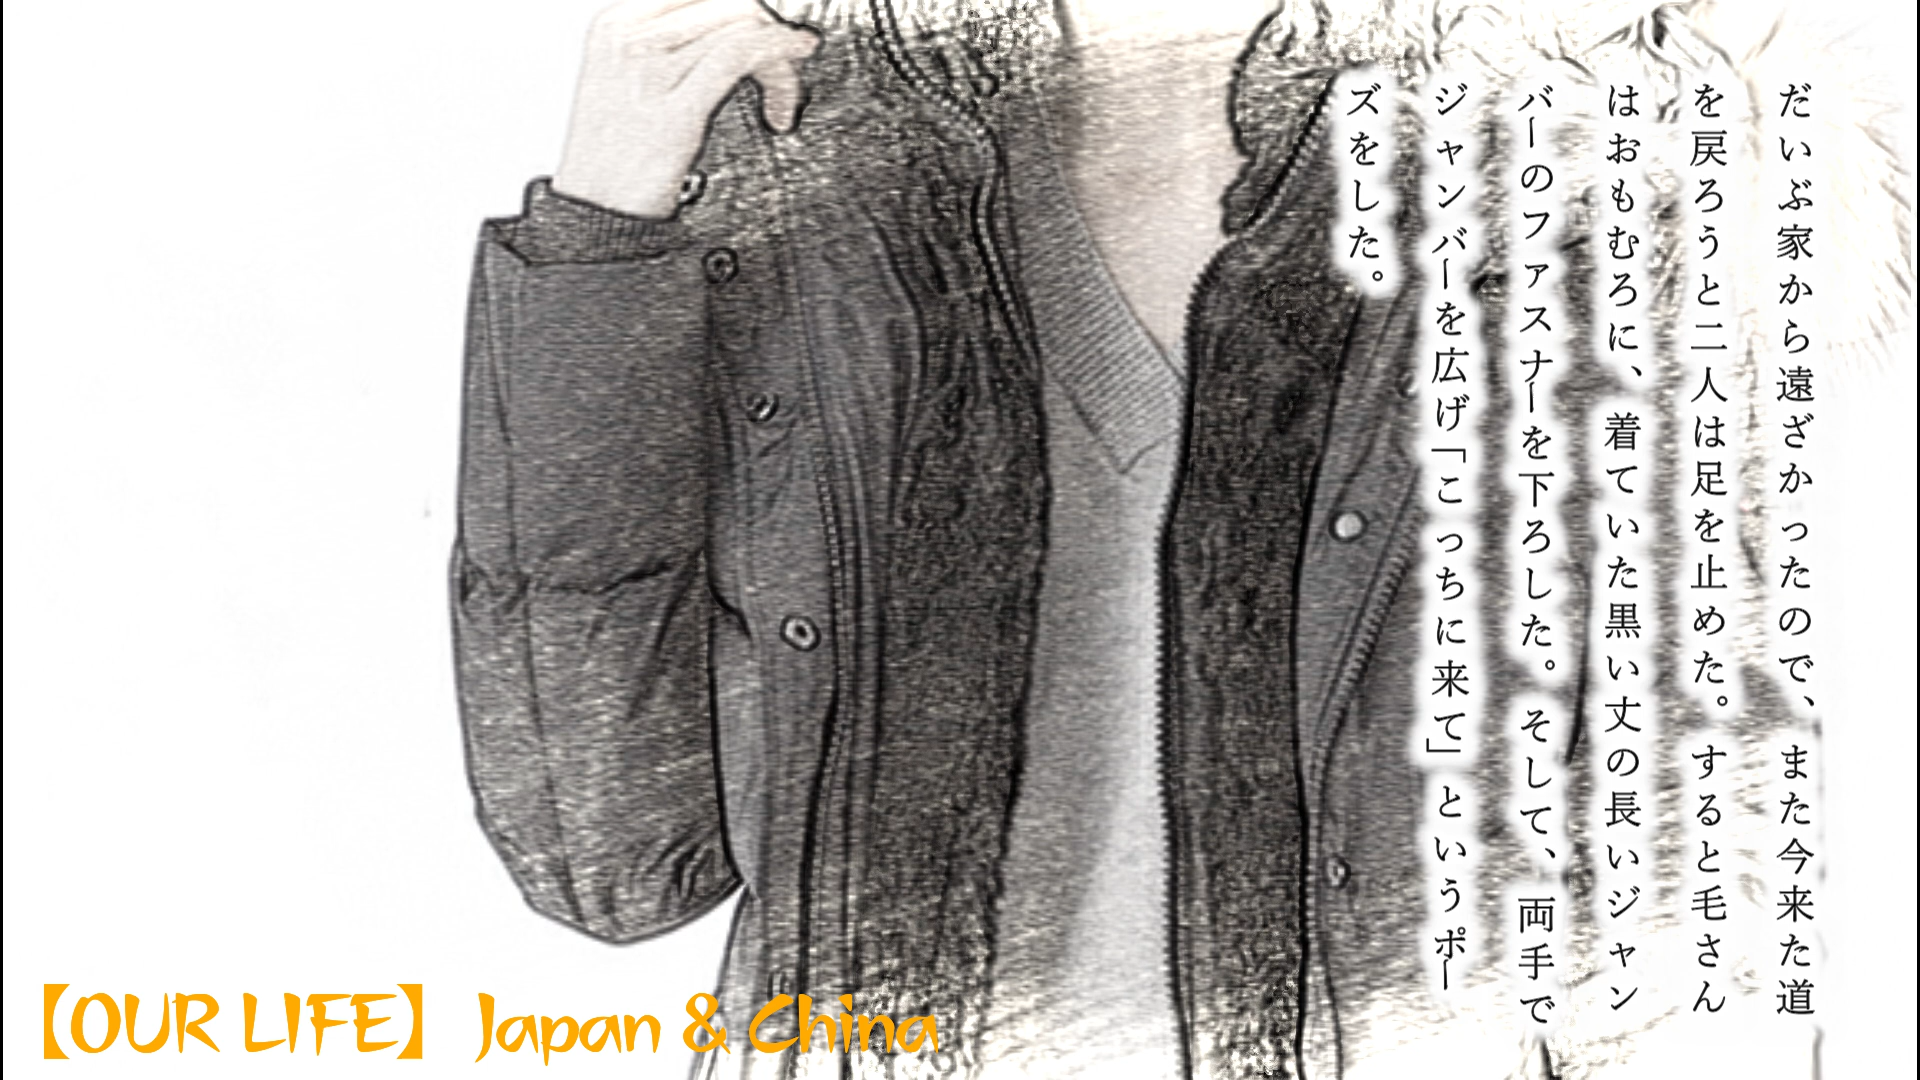 だいぶ家から遠ざかったので、また今来た道
を戻ろうと二人は足を止めた。すると毛さん
はおもむろに、着ていた黒い丈の長いジャン
バーのファスナーを下ろした。そして、両手で
ジャンバーを広げ「こっちに来て」というポー
ズをした。
【OUR LIFE】 Japan & China